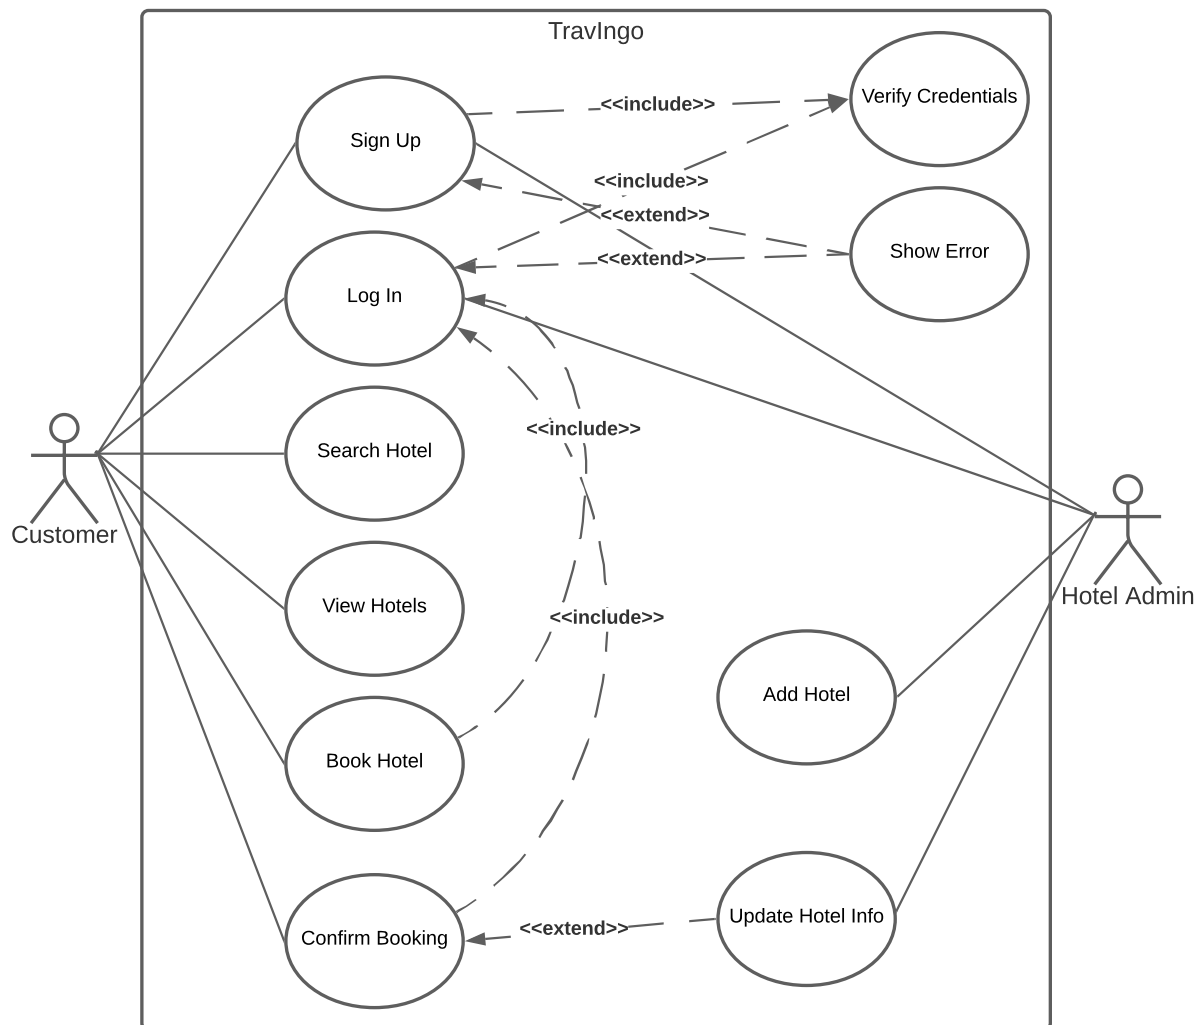 TravIngo
Verify Credentials
<<include>>
Sign Up
<<include>>
<<extend>>
Show Error
<<extend>>
Log In
<<include>>
Search Hotel
Customer
Hotel Admin
View Hotels
<<include>>
Add Hotel
Book Hotel
Update Hotel Info
<<extend>>
Confirm Booking